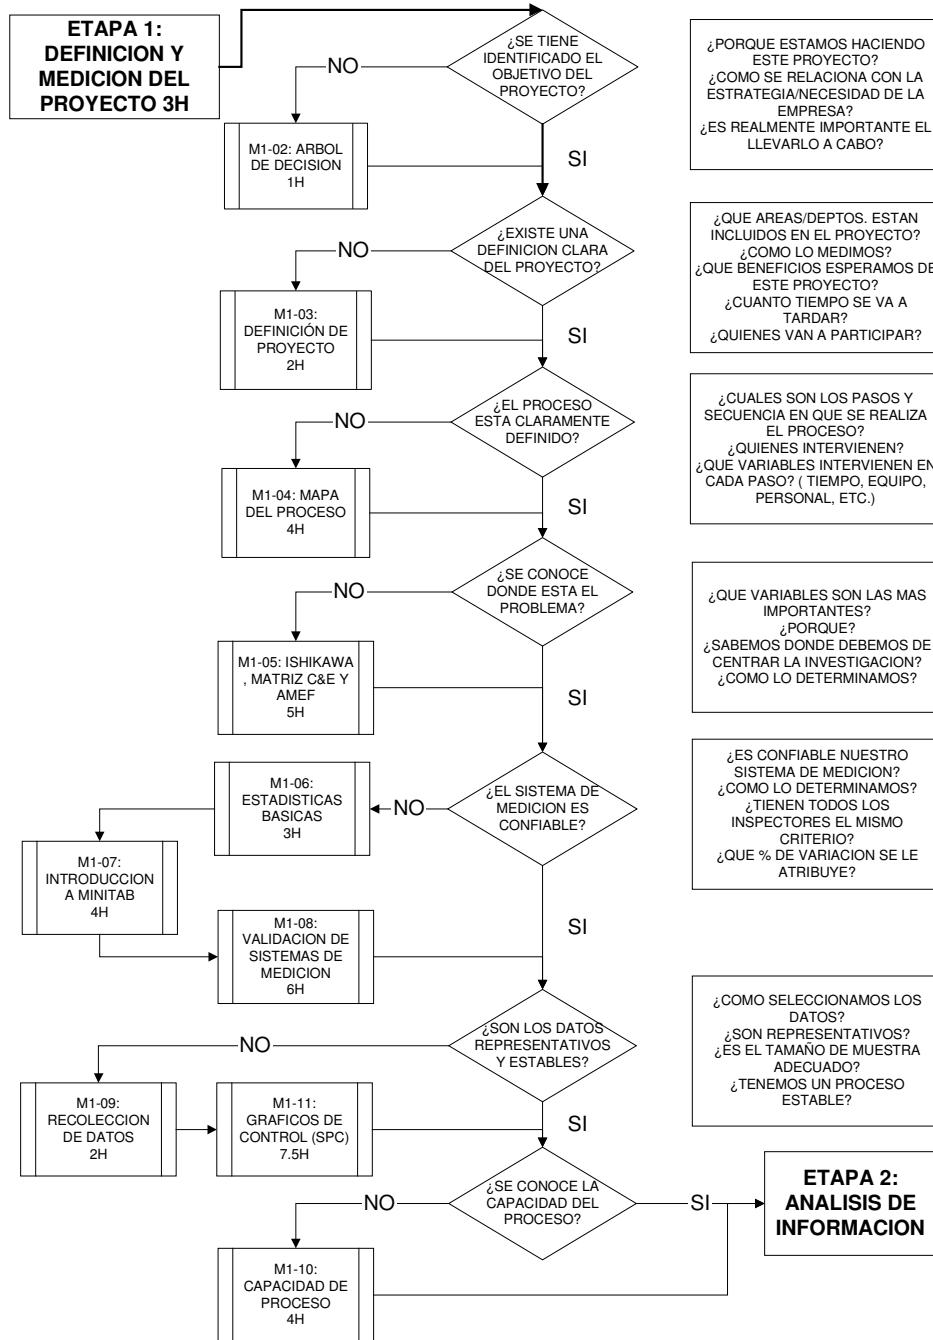 ETAPA 1:
DEFINICION Y
MEDICION DEL
PROYECTO 3H
¿SE TIENE
IDENTIFICADO EL
OBJETIVO DEL
PROYECTO?
NO
SI
M1-02: ARBOL
DE DECISION
1H
¿PORQUE ESTAMOS HACIENDO
ESTE PROYECTO?
¿COMO SE RELACIONA CON LA
ESTRATEGIA/NECESIDAD DE LA
EMPRESA?
¿ES REALMENTE IMPORTANTE EL
LLEVARLO A CABO?
¿EXISTE UNA
DEFINICION CLARA
DEL PROYECTO?
NO
SI
M1-03:
DEFINICIÓN DE
PROYECTO
2H
¿QUE AREAS/DEPTOS. ESTAN
INCLUIDOS EN EL PROYECTO?
¿COMO LO MEDIMOS?
¿QUE BENEFICIOS ESPERAMOS DE
ESTE PROYECTO?
¿CUANTO TIEMPO SE VA A
TARDAR?
¿QUIENES VAN A PARTICIPAR?
¿EL PROCESO
ESTA CLARAMENTE
DEFINIDO?
NO
SI
M1-04: MAPA
DEL PROCESO
4H
¿CUALES SON LOS PASOS Y
SECUENCIA EN QUE SE REALIZA
EL PROCESO?
¿QUIENES INTERVIENEN?
¿QUE VARIABLES INTERVIENEN EN
CADA PASO? ( TIEMPO, EQUIPO,
PERSONAL, ETC.)
¿SE CONOCE
DONDE ESTA EL
PROBLEMA?
NO
SI
M1-05: ISHIKAWA
, MATRIZ C&E Y
AMEF
5H
¿QUE VARIABLES SON LAS MAS
IMPORTANTES?
¿PORQUE?
¿SABEMOS DONDE DEBEMOS DE
CENTRAR LA INVESTIGACION?
¿COMO LO DETERMINAMOS?
¿EL SISTEMA DE
MEDICION ES
CONFIABLE?
NO
SI
M1-06:
ESTADISTICAS
BASICAS
3H
M1-07:
INTRODUCCION
A MINITAB
4H
M1-08:
VALIDACION DE
SISTEMAS DE
MEDICION
6H
¿ES CONFIABLE NUESTRO
SISTEMA DE MEDICION?
¿COMO LO DETERMINAMOS?
¿TIENEN TODOS LOS
INSPECTORES EL MISMO
CRITERIO?
¿QUE % DE VARIACION SE LE
ATRIBUYE?
¿SON LOS DATOS
REPRESENTATIVOS
Y ESTABLES?
NO
SI
M1-09:
RECOLECCION
DE DATOS
2H
M1-11:
GRAFICOS DE
CONTROL (SPC)
7.5H
¿COMO SELECCIONAMOS LOS
DATOS?
¿SON REPRESENTATIVOS?
¿ES EL TAMAÑO DE MUESTRA
ADECUADO?
¿TENEMOS UN PROCESO
ESTABLE?
¿SE CONOCE LA
CAPACIDAD DEL
PROCESO?
NO
SI
M1-10:
CAPACIDAD DE
PROCESO
4H
ETAPA 2:
ANALISIS DE
INFORMACION